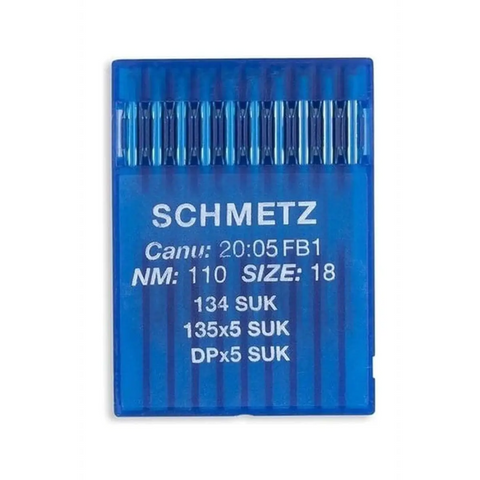 SCHMETZ
Canu: 20:05 FB1
NM: 110 SIZE: 18
134 SUK
135x5 SUK
DPx5 SUK